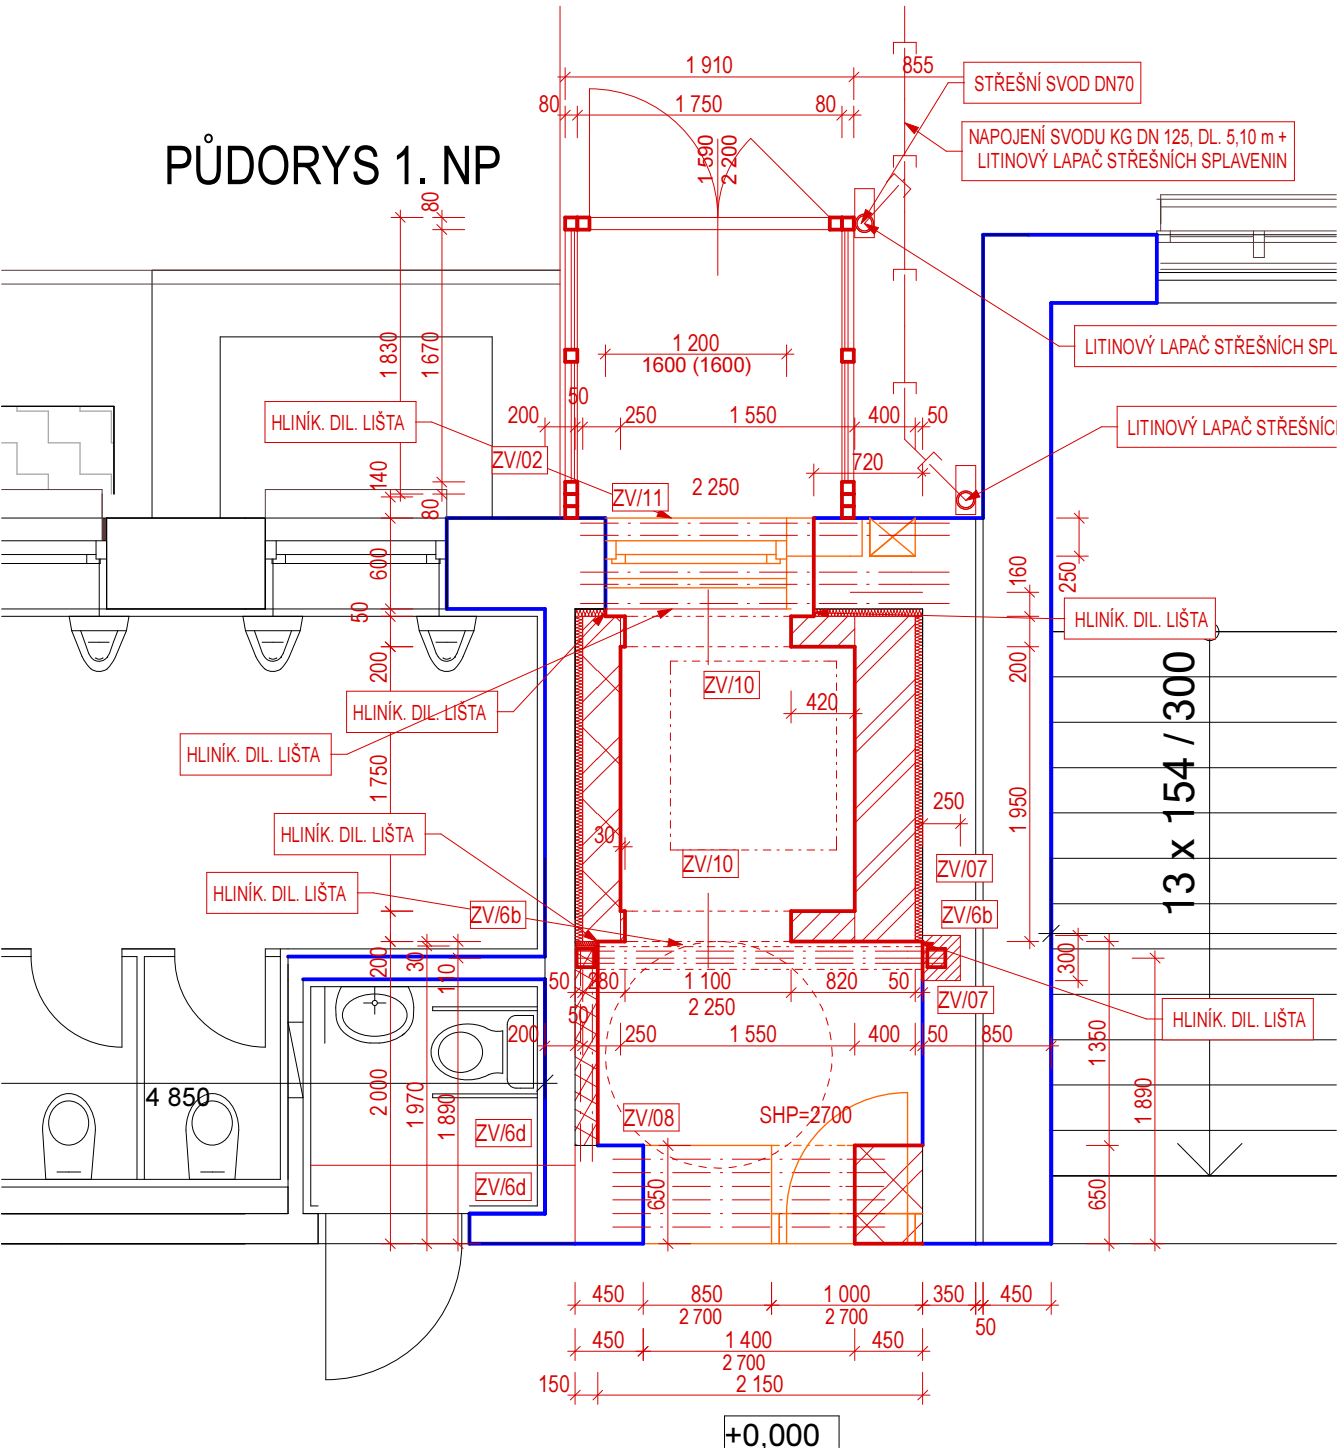 1 910
855
STŘEŠNÍ SVOD DN70
80
1 750
80
NAPOJENÍ SVODU KG DN 125, DL. 5,10 m +
LITINOVÝ LAPAČ STŘEŠNÍCH SPLAVENIN
PŮDORYS 1. NP
1 590
2 200
80
1 830
1 670
1 200
1600 (1600)
LITINOVÝ LAPAČ STŘEŠNÍCH SPL
50
200
250
1 550
400
50
HLINÍK. DIL. LIŠTA
LITINOVÝ LAPAČ STŘEŠNÍC
ZV/02
720
140
80
ZV/11
2 250
600
160
250
50
HLINÍK. DIL. LIŠTA
200
200
ZV/10
420
HLINÍK. DIL. LIŠTA
HLINÍK. DIL. LIŠTA
13 x 154 / 300
1 750
250
1 950
HLINÍK. DIL. LIŠTA
30
ZV/10
ZV/07
HLINÍK. DIL. LIŠTA
ZV/6b
ZV/6b
200
30
110
300
50
280
1 100
820
50
2 250
ZV/07
50
HLINÍK. DIL. LIŠTA
200
250
1 550
400
50
850
1 350
4 850
2 000
1 970
1 890
1 890
ZV/08
SHP=2700
ZV/6d
ZV/6d
650
650
450
850
1 000
350
450
2 700
2 700
50
450
1 400
450
2 700
150
2 150
+0,000